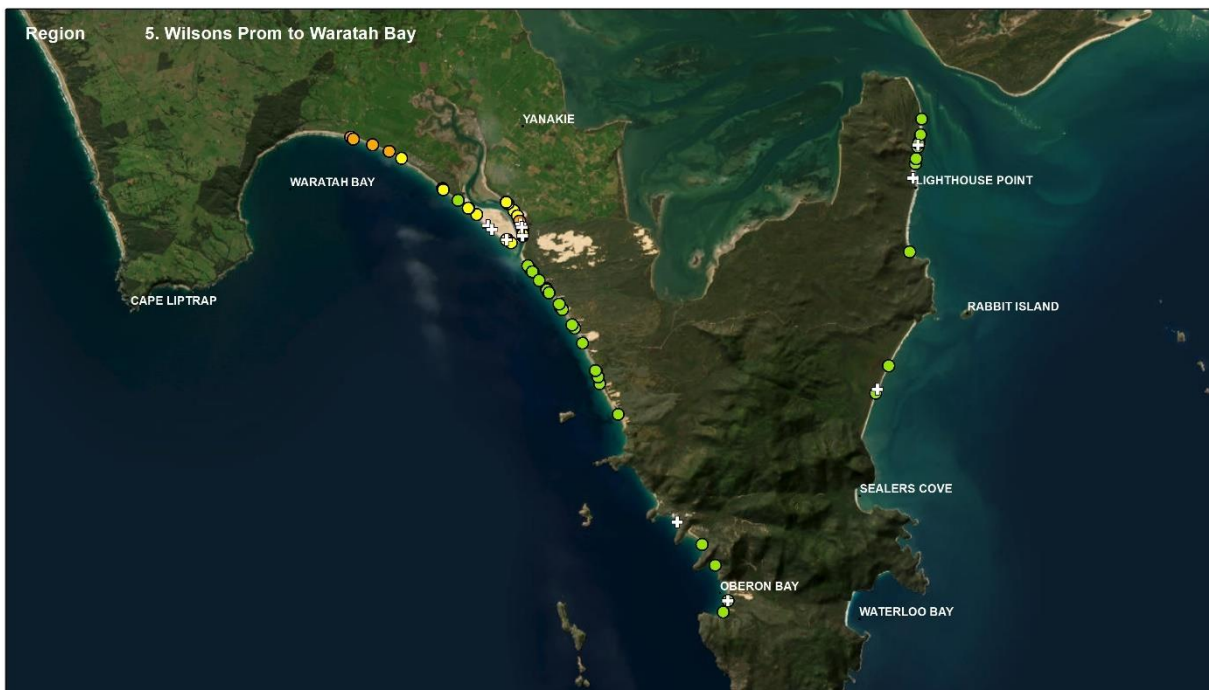 Region 5. Wilsons Prom to Waratah Bay
YANAKIE
WARATAH BAY
LIGHTHOUSE POINT
CAPE LIPTRAP
RABBIT ISLAND
SEALERS COVE
OBERON BAY
WATERLOO BAY